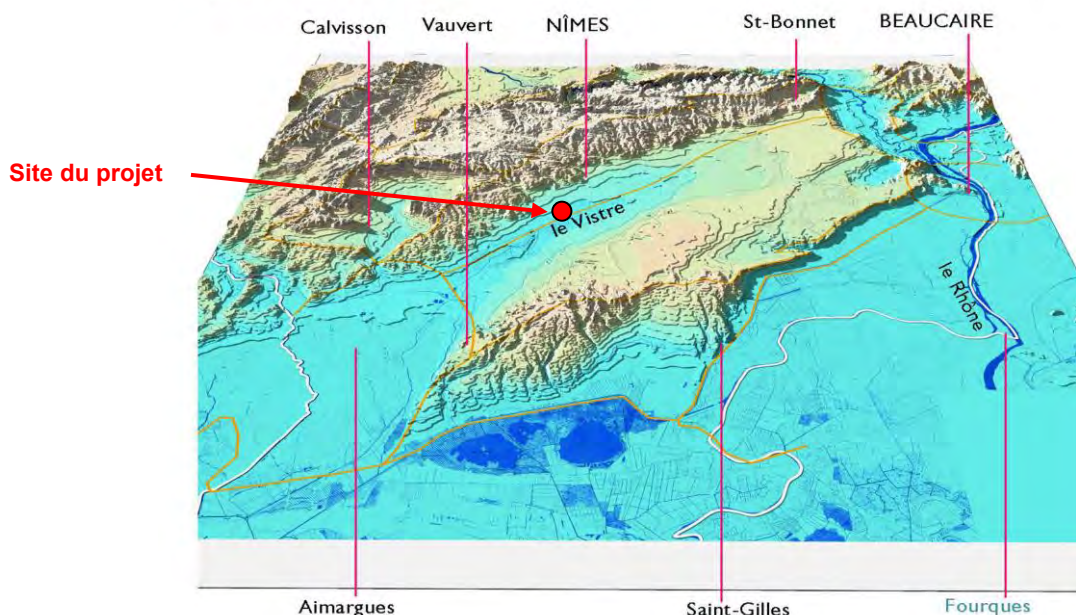 Calvisson
Vauvert
NÎMES
St-Bonnet
BEAUCAIRE
Site du projet
le Vistre
le Rhône
Aimargues
Saint-Gilles
Fourques